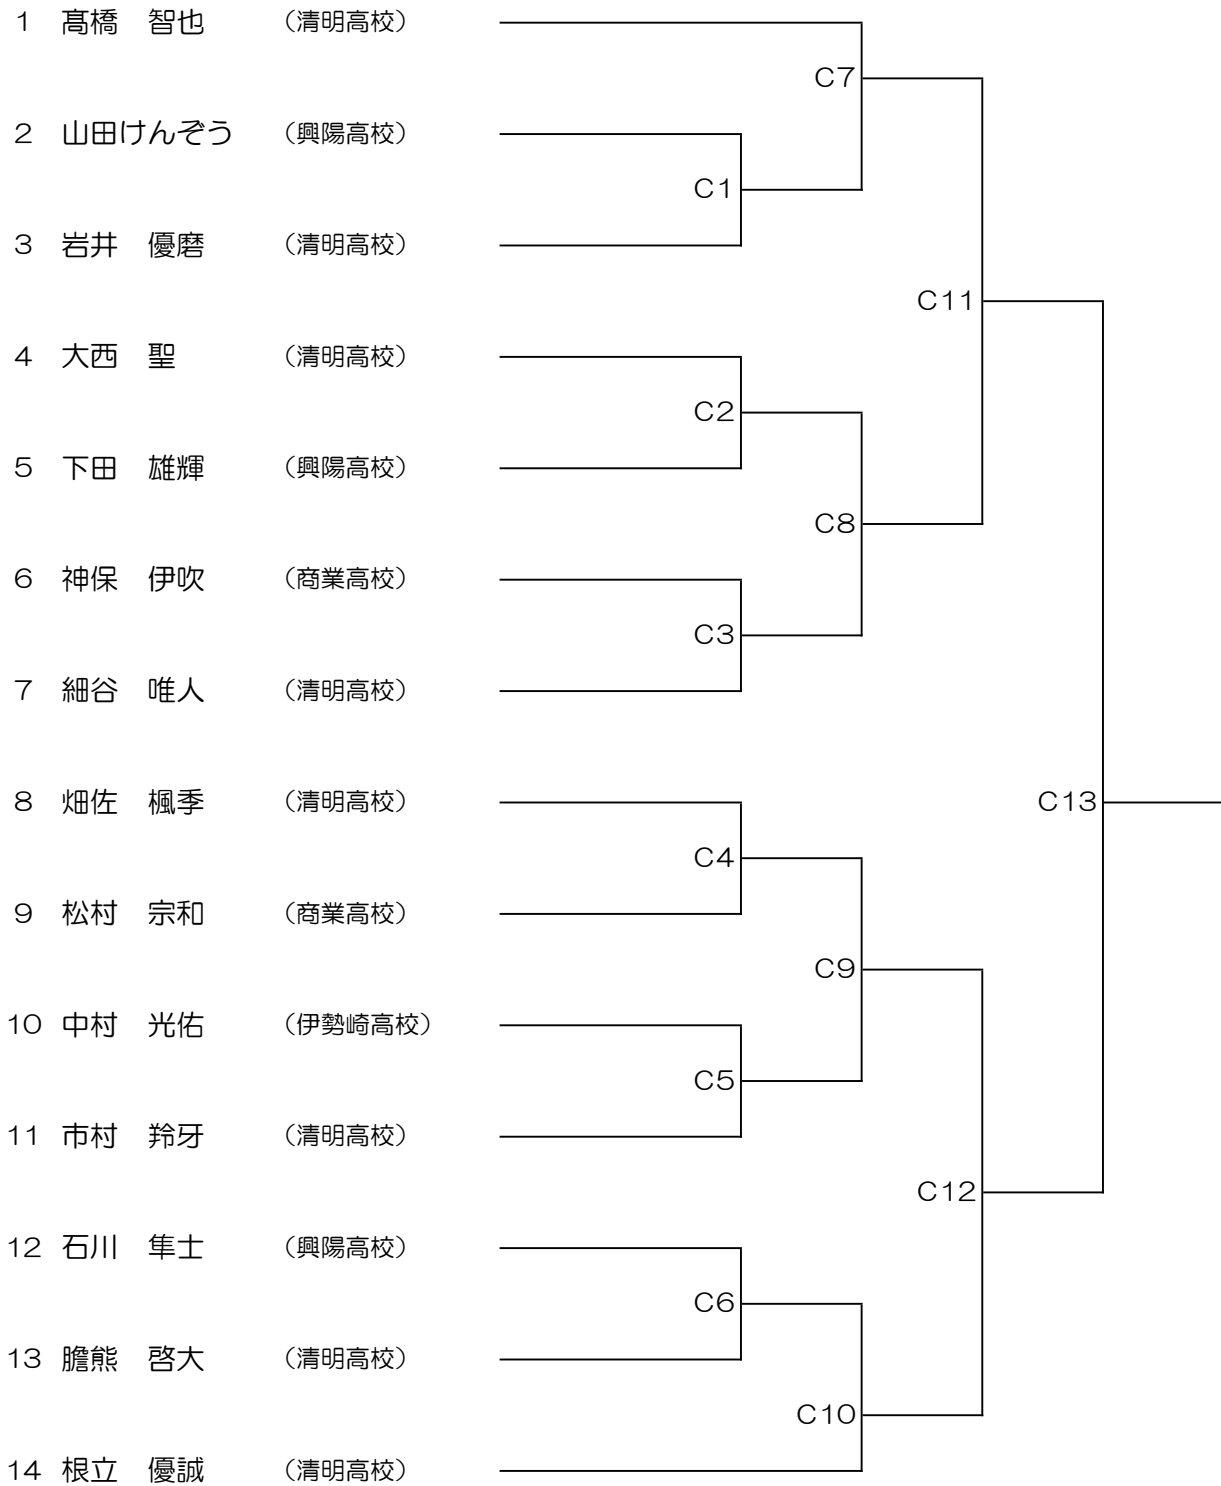 1 髙橋　智也 （清明高校）
C7
2 山田けんぞう （興陽高校）
C1
3 岩井　優磨 （清明高校）
C11
4 大西　聖 （清明高校）
C2
5 下田　雄輝 （興陽高校）
C8
6 神保　伊吹 （商業高校）
C3
7 細谷　唯人 （清明高校）
8 畑佐　楓季 （清明高校）
C13
C4
9 松村　宗和 （商業高校）
C9
10 中村　光佑 （伊勢崎高校）
C5
11 市村　羚牙 （清明高校）
C12
12 石川　隼士 （興陽高校）
C6
13 膽熊　啓大 （清明高校）
C10
14 根立　優誠 （清明高校）